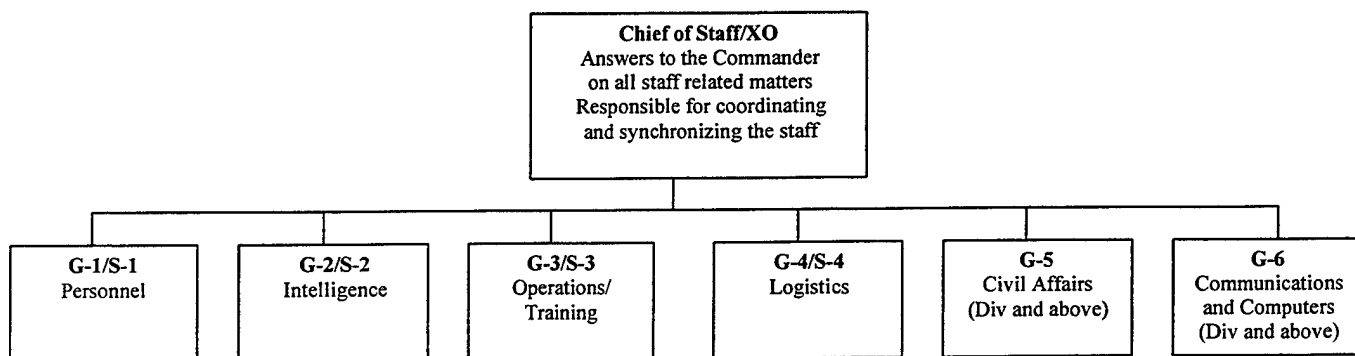 Chief of Staff/XO
Answers to the Commander
on all staff related matters
Responsible for coordinating
and synchronizing the staff
G-1/S-1
Personnel
G-2/S-2
Intelligence
G-3/S-3
Operations/
Training
G-4/S-4
Logistics
G-5
Civil Affairs
(Div and above)
G-6
Communications
and Computers
(Div and above)